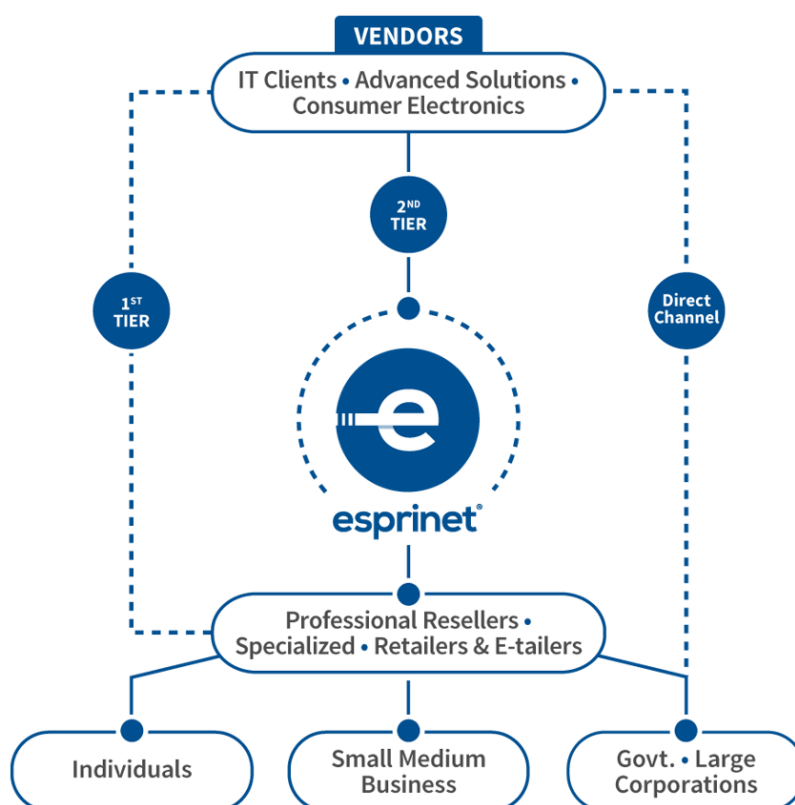 VENDORS
IT Clients • Advanced Solutions •
Consumer Electronics
2ND
TIER
1ST
TIER
Direct
Channel
e
esprinet®
Professional Resellers •
Specialized • Retailers & E-tailers
Individuals
Small Medium
Business
Govt. • Large
Corporations